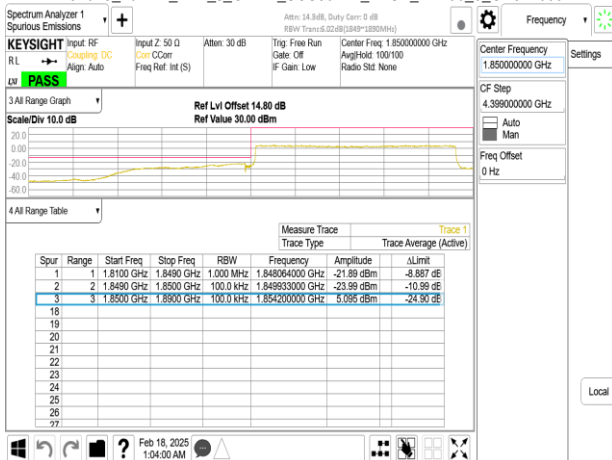 Spectrum Analyzer 1
Spurious Emissions
Attn: 14.8dB, Duty Corr: 0 dB
RBW Trans:6.02dB(1849~1890MHz)
Frequency
KEYSIGHT
Input: RF
Coupling: DC
Align: Auto
Input Z: 50 Ω
Corr CCorr
Freq Ref: Int (S)
Atten: 30 dB
Trig: Free Run
Gate: Off
IF Gain: Low
Center Freq: 1.850000000 GHz
Avg|Hold: 100/100
Radio Std: None
RL
LXI
PASS
Center Frequency
1.850000000 GHz
Settings
CF Step
4.399000000 GHz
Auto
Man
Freq Offset
0 Hz
3 All Range Graph
Scale/Div 10.0 dB
Ref Lvl Offset 14.80 dB
Ref Value 30.00 dBm
20.0
0.00
-20.0
-40.0
-60.0
4 All Range Table
Measure Trace Trace 1
Trace Type Trace Average (Active)
Spur Range Start Freq Stop Freq RBW Frequency Amplitude ΔLimit
1 1 1.8100 GHz 1.8490 GHz 1.000 MHz 1.848064000 GHz -21.89 dBm -8.887 dB
2 2 1.8490 GHz 1.8500 GHz 100.0 kHz 1.849933000 GHz -23.99 dBm -10.99 dB
3 3 1.8500 GHz 1.8900 GHz 100.0 kHz 1.854200000 GHz 5.095 dBm -24.90 dB
18
19
20
21
22
23
24
25
26
27
Local
Feb 18, 2025
1:04:00 AM